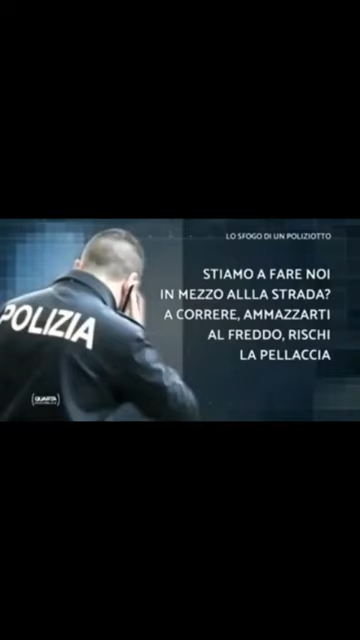 LO SFOGO DI UN POLIZIOTTO
STIAMO A FARE NOI
IN MEZZO ALLLA STRADA?
A CORRERE, AMMAZZARTI
AL FREDDO, RISCHI
LA PELLACCIA
POLIZIA
QUARTA